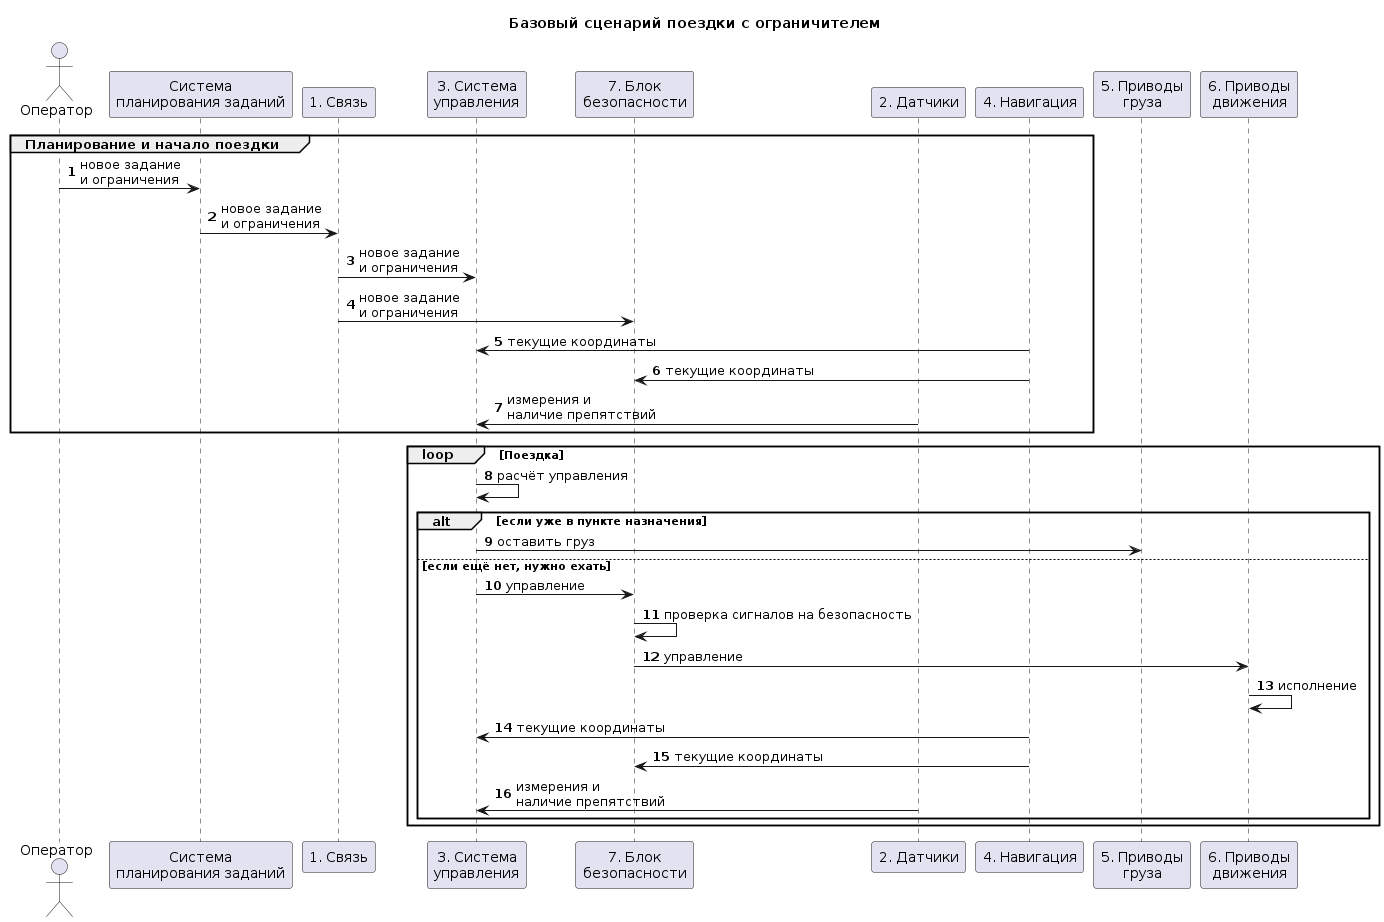 Базовый сценарий поездки с ограничителем
Оператор
Система
планирования заданий
1. Связь
3. Система
управления
7. Блок
безопасности
2. Датчики
4. Навигация
5. Приводы
груза
6. Приводы
движения
Планирование и начало поездки
1 новое задание
и ограничения
2 новое задание
и ограничения
3 новое задание
и ограничения
4 новое задание
и ограничения
5 текущие координаты
6 текущие координаты
7 измерения и
наличие препятствий
loop [Поездка]
8 расчёт управления
alt [если уже в пункте назначения]
9 оставить груз
[если ещё нет, нужно ехать]
10 управление
11 проверка сигналов на безопасность
12 управление
13 исполнение
14 текущие координаты
15 текущие координаты
16 измерения и
наличие препятствий
Оператор
Система
планирования заданий
1. Связь
3. Система
управления
7. Блок
безопасности
2. Датчики
4. Навигация
5. Приводы
груза
6. Приводы
движения